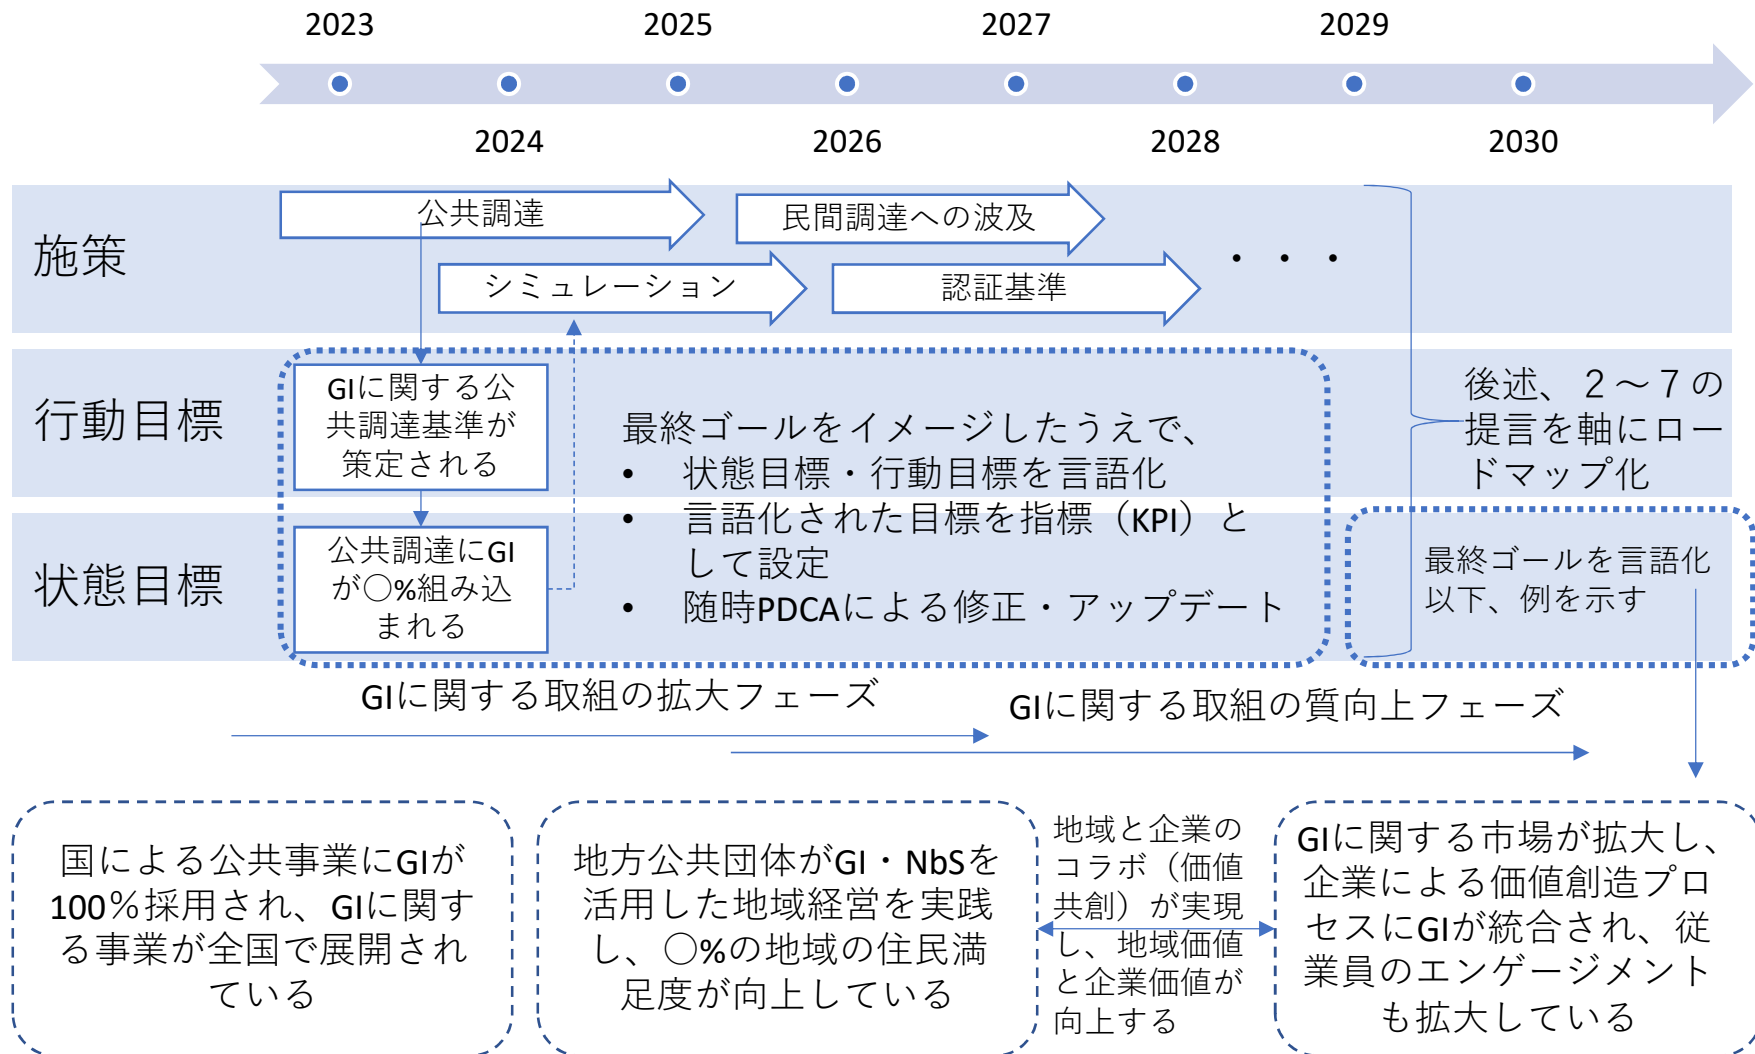 2023
2025
2027
2029
2024
2026
2028
2030
施策
公共調達
民間調達への波及
シミュレーション
認証基準
・・・
行動目標
GIに関する公
共調達基準が
策定される
状態目標
公共調達にGI
が○%組み込
まれる
最終ゴールをイメージしたうえで、
• 状態目標・行動目標を言語化
• 言語化された目標を指標（KPI）と
して設定
• 随時PDCAによる修正・アップデート
後述、２～７の
提言を軸にロー
ドマップ化
最終ゴールを言語化
以下、例を示す
GIに関する取組の拡大フェーズ
GIに関する取組の質向上フェーズ
国による公共事業にGIが
100％採用され、GIに関す
る事業が全国で展開され
ている
地方公共団体がGI・NbSを
活用した地域経営を実践
し、○%の地域の住民満
足度が向上している
地域と企業の
コラボ（価値
共創）が実現
し、地域価値
と企業価値が
向上する
GIに関する市場が拡大し、
企業による価値創造プロ
セスにGIが統合され、従
業員のエンゲージメント
も拡大している